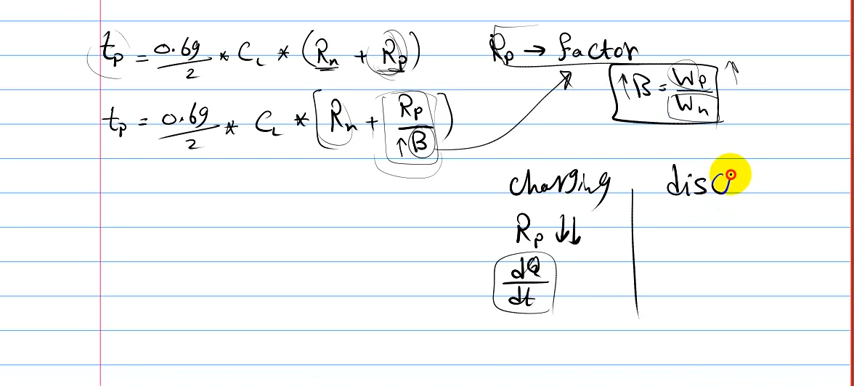 tp = 0.69/2 * CL * (Rn + Rp)
Rp → factor
↑B = Wp/Wn ↑
tp = 0.69/2 * CL * [Rn + Rp/↑B)
charging | disc
Rp ↓↓
dQ/dt